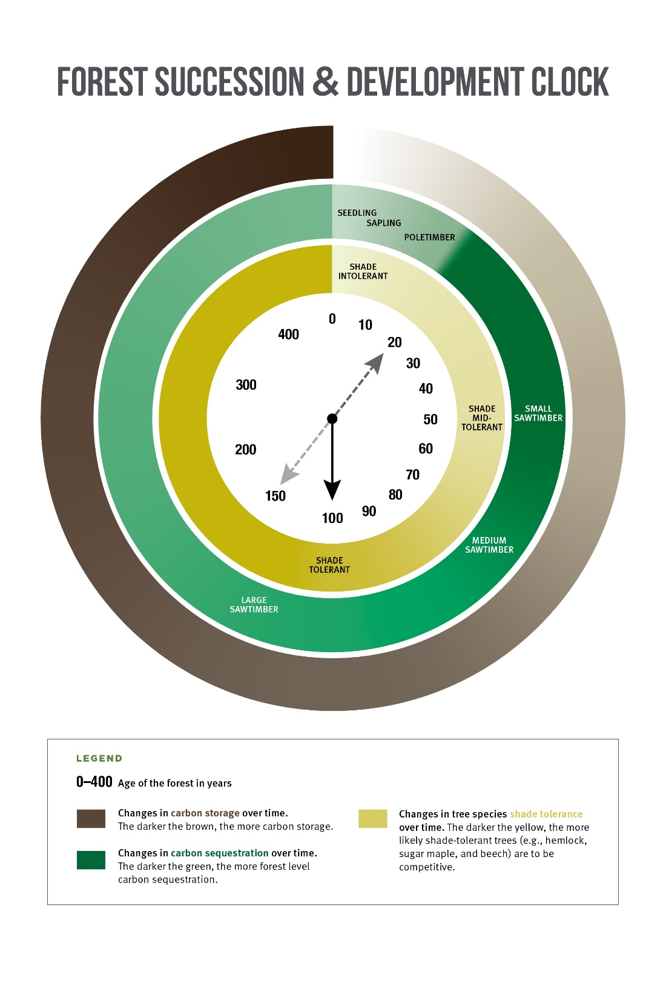 FOREST SUCCESSION & DEVELOPMENT CLOCK
SEEDLING
SAPLING
POLETIMBER
SHADE
INTOLERANT
0
10
20
30
40
50
60
70
80
90
100
150
200
300
400
SHADE
MID-
TOLERANT
SMALL
SAWTIMBER
MEDIUM
SAWTIMBER
SHADE
TOLERANT
LARGE
SAWTIMBER
LEGEND
0–400 Age of the forest in years
Changes in carbon storage over time.
The darker the brown, the more carbon storage.
Changes in carbon sequestration over time.
The darker the green, the more forest level
carbon sequestration.
Changes in tree species shade tolerance
over time. The darker the yellow, the more
likely shade-tolerant trees (e.g., hemlock,
sugar maple, and beech) are to be
competitive.